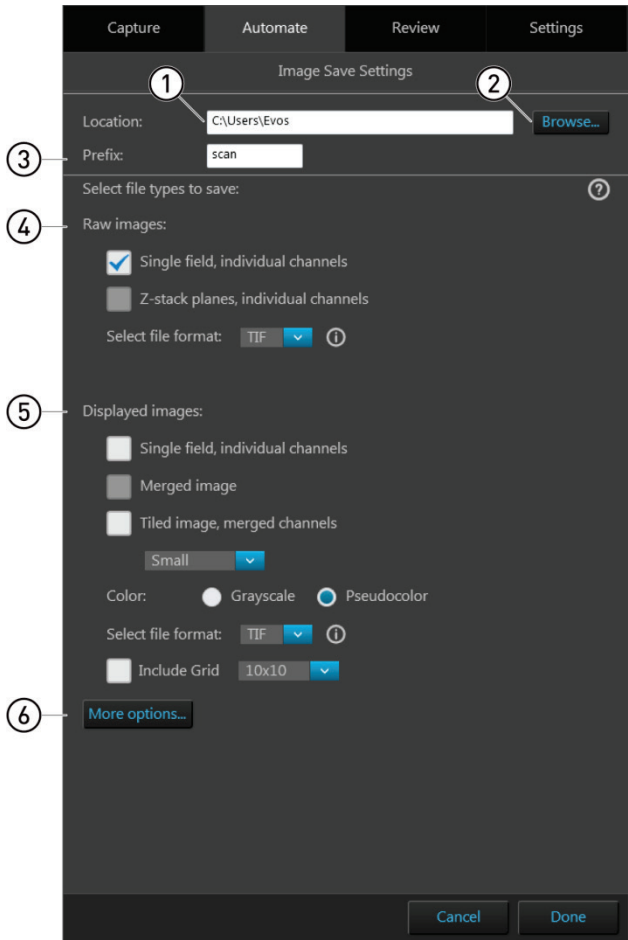 Capture Automate Review Settings
Image Save Settings
1 2
Location: C:\Users\Evos Browse...
3 Prefix: scan
Select file types to save: ?
4 Raw images:
Single field, individual channels
Z-stack planes, individual channels
Select file format: TIF i
5 Displayed images:
Single field, individual channels
Merged image
Tiled image, merged channels
Small
Color: Grayscale Pseudocolor
Select file format: TIF i
Include Grid 10x10
6 More options...
Cancel Done